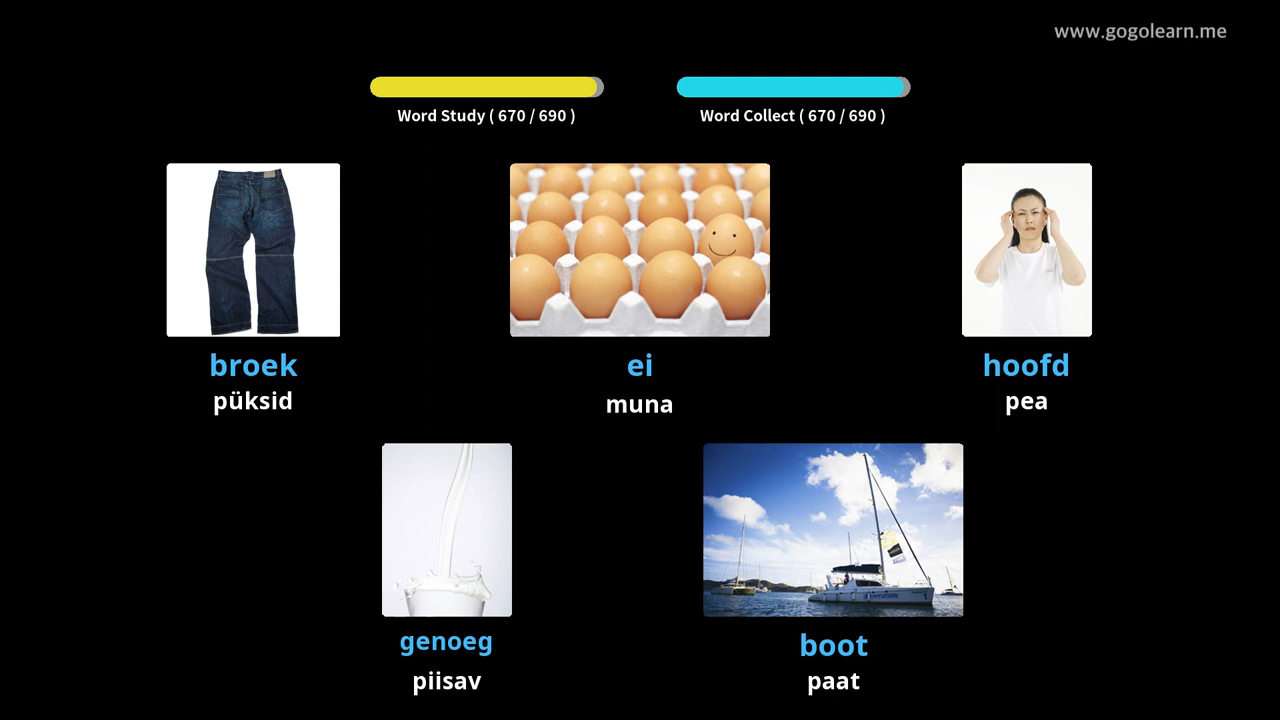 www.gogolearn.me
Word Study ( 670 / 690 )
Word Collect ( 670 / 690 )
broek
püksid
ei
muna
hoofd
pea
genoeg
piisav
boot
paat